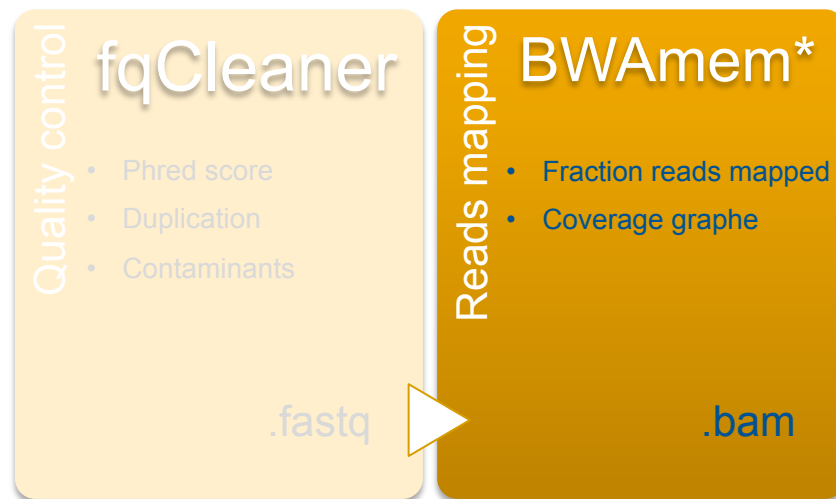 Quality control
fqCleaner
• Phred score
• Duplication
• Contaminants
.fastq
Reads mapping
BWAmem*
• Fraction reads mapped
• Coverage graphe
.bam